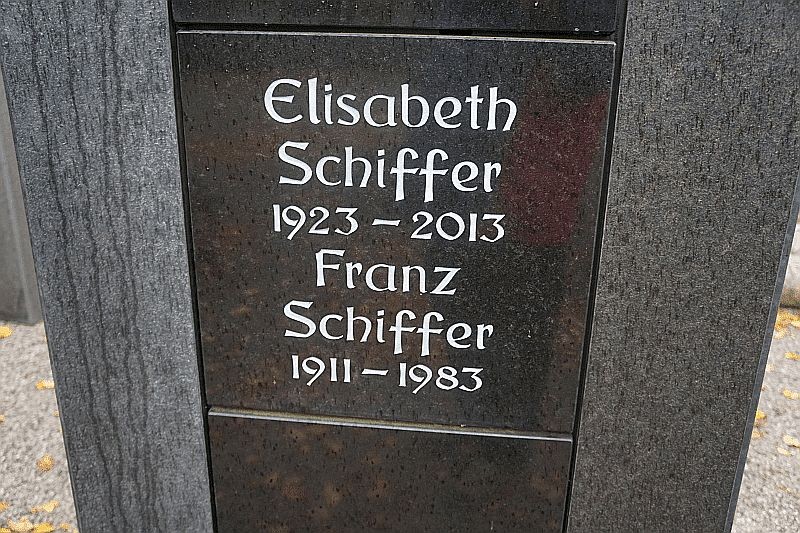 Elisabeth
Schiffer
1923 – 2013
Franz
Schiffer
1911 – 1983